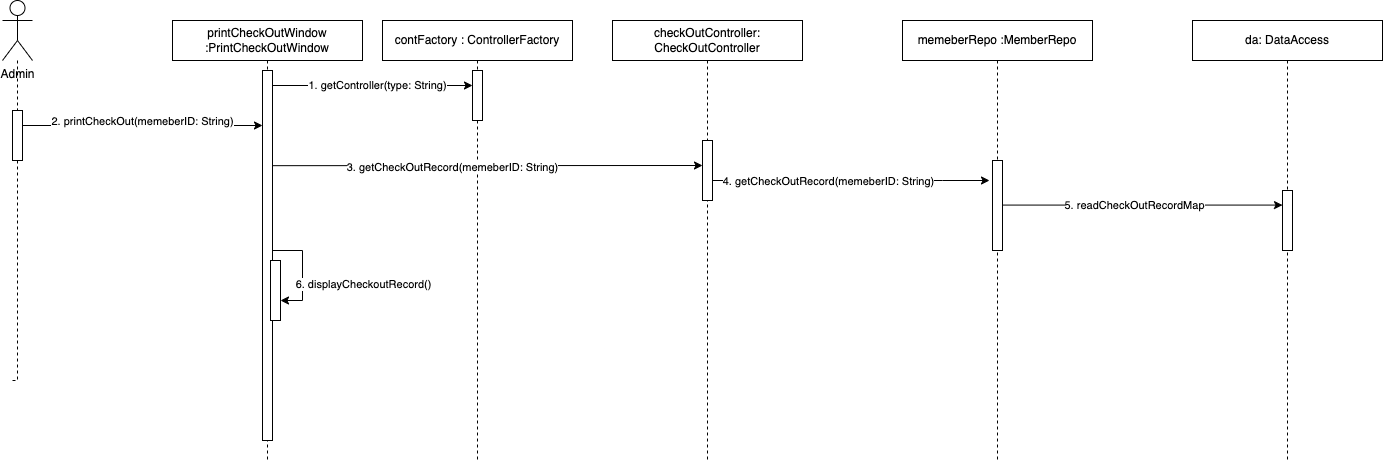 Admin
printCheckOutWindow
:PrintCheckOutWindow
contFactory : ControllerFactory
checkOutController:
CheckOutController
memeberRepo :MemberRepo
da: DataAccess
1. getController(type: String)
2. printCheckOut(memeberID: String)
3. getCheckOutRecord(memeberID: String)
4. getCheckOutRecord(memeberID: String)
5. readCheckOutRecordMap
6. displayCheckoutRecord()